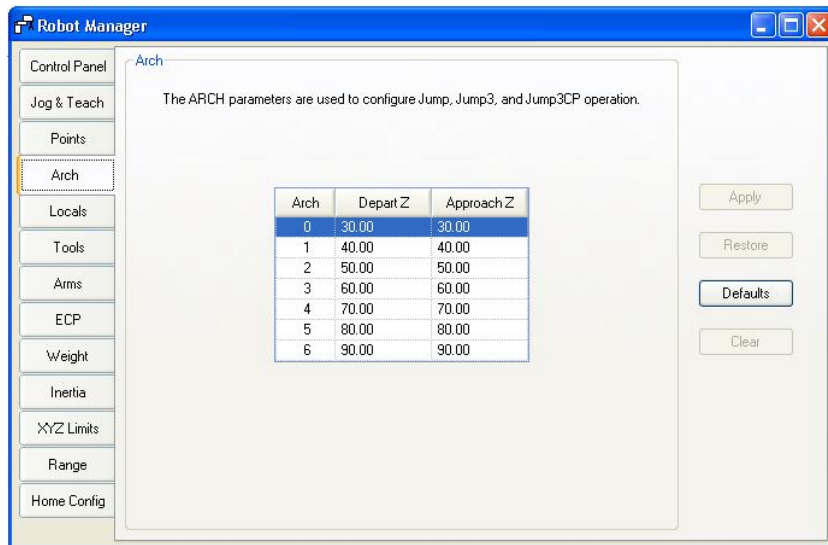 Robot Manager
Control Panel
Jog & Teach
Points
Arch
Locals
Tools
Arms
ECP
Weight
Inertia
XYZ Limits
Range
Home Config
Arch
The ARCH parameters are used to configure Jump, Jump3, and Jump3CP operation.
Arch Depart Z Approach Z
0 30.00 30.00
1 40.00 40.00
2 50.00 50.00
3 60.00 60.00
4 70.00 70.00
5 80.00 80.00
6 90.00 90.00
Apply
Restore
Defaults
Clear